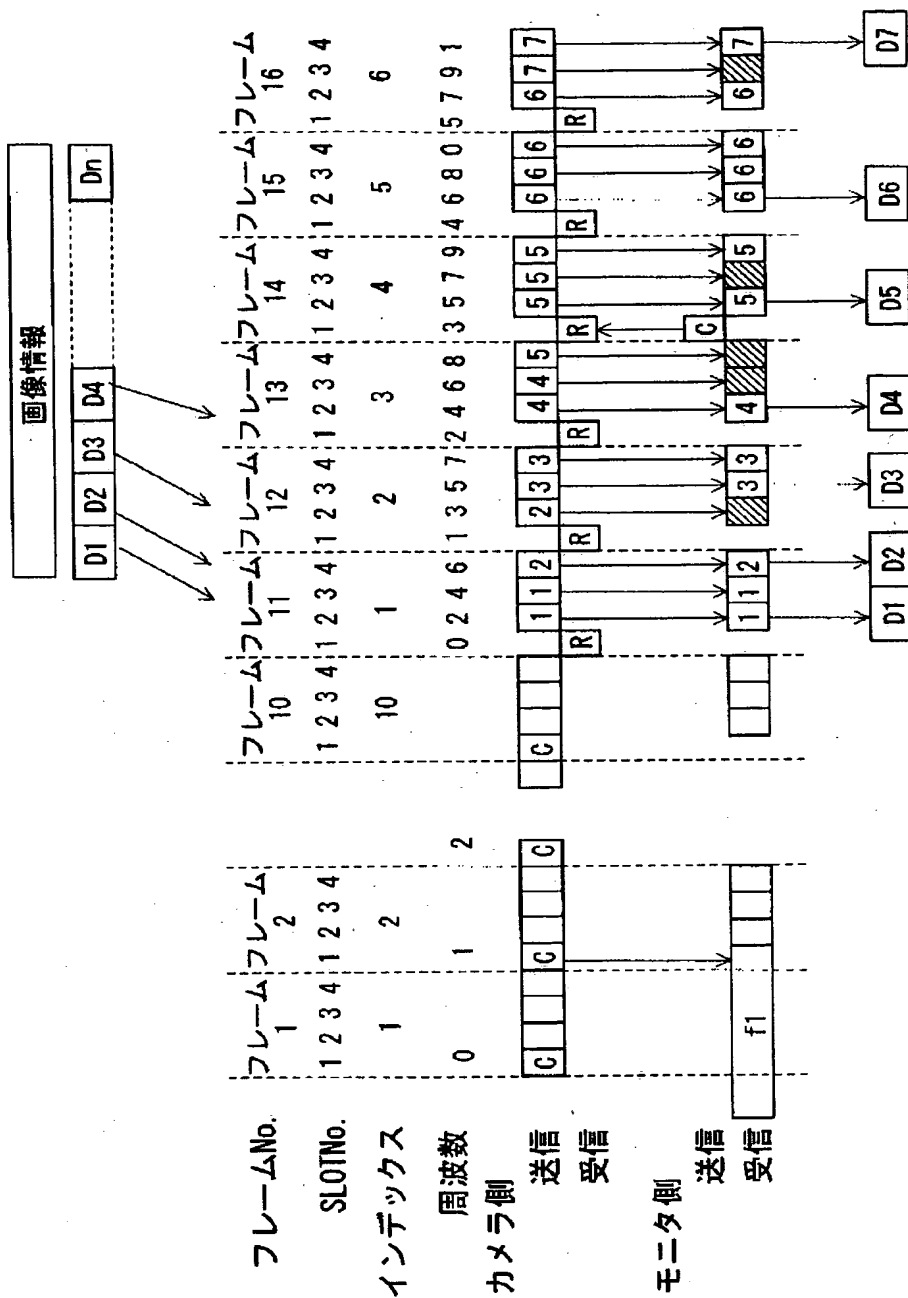 画像情報
D1 D2 D3 D4 Dn
フレームNo. フレーム フレーム フレーム フレーム フレーム フレーム フレーム フレーム フレーム
1 2 10 11 12 13 14 15 16
SLOTNo. 1 2 3 4 1 2 3 4 1 2 3 4 1 2 3 4 1 2 3 4 1 2 3 4 1 2 3 4 1 2 3 4 1 2 3 4
インデックス 1 2 10 1 2 3 4 5 6
周波数 0 1 2 0 2 4 6 1 3 5 7 2 4 6 8 3 5 7 9 4 6 8 0 5 7 9 1
カメラ側
送信 C C C C 1 1 2 2 3 3 4 4 5 5 5 5 6 6 6 6 7 7
受信 R R R R R R
モニタ側
送信 C
受信 f1 1 1 2 3 3 4 5 5 6 6 6 6 7
D1 D2 D3 D4 D5 D6 D7